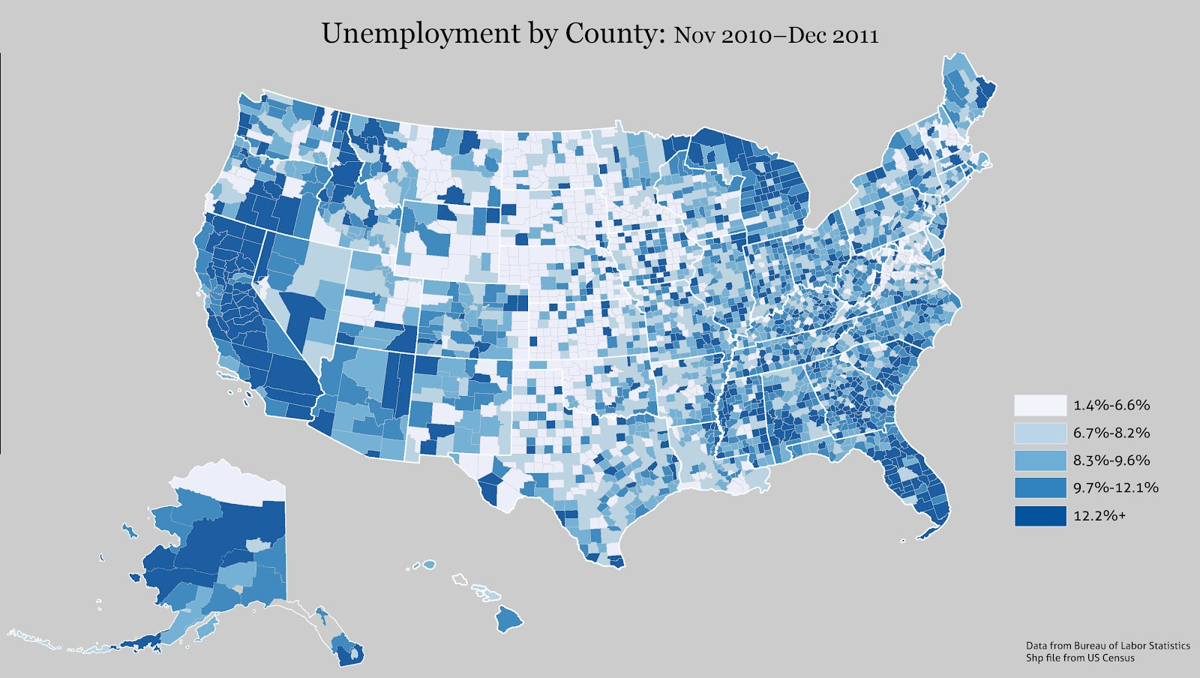 Unemployment by County: Nov 2010–Dec 2011
1.4%-6.6%
6.7%-8.2%
8.3%-9.6%
9.7%-12.1%
12.2%+
Data from Bureau of Labor Statistics
Shp file from US Census